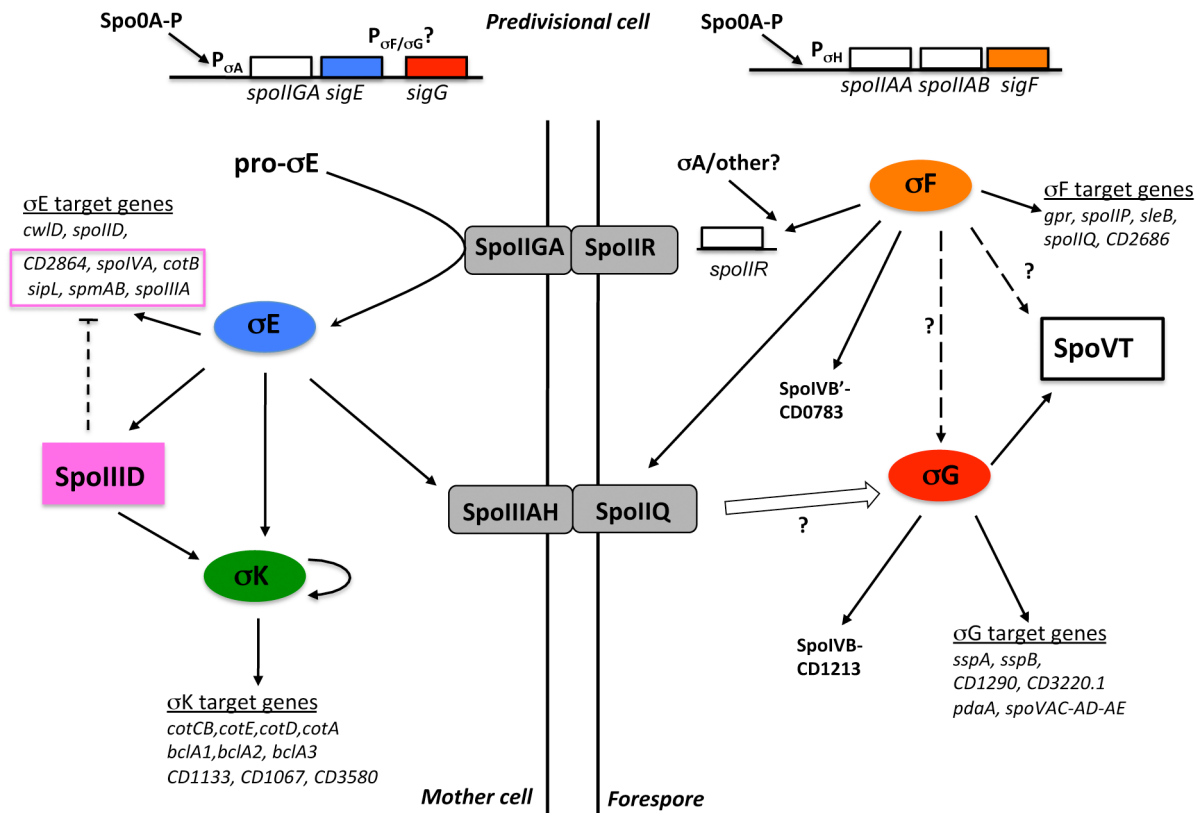 Spo0A-P
Predivisional cell
Spo0A-P
PσA
PσF/σG?
PσH
spoIIGA sigE
sigG
spoIIAA spoIIAB sigF
pro-σE
σA/other?
σF
σE target genes
cwlD, spoIID,
CD2864, spoIVA, cotB
sipL, spmAB, spoIIIA
σF target genes
gpr, spoIIP, sleB,
spoIIQ, CD2686
SpoIIGA
SpoIIR
spoIIR
?
?
σE
SpoVT
SpoIVB’-
CD0783
SpoIIID
σG
SpoIIIAH
SpoIIQ
?
σK
SpoIVB-
CD1213
σG target genes
sspA, sspB,
CD1290, CD3220.1
pdaA, spoVAC-AD-AE
σK target genes
cotCB,cotE,cotD,cotA
bclA1,bclA2, bclA3
CD1133, CD1067, CD3580
Mother cell
Forespore